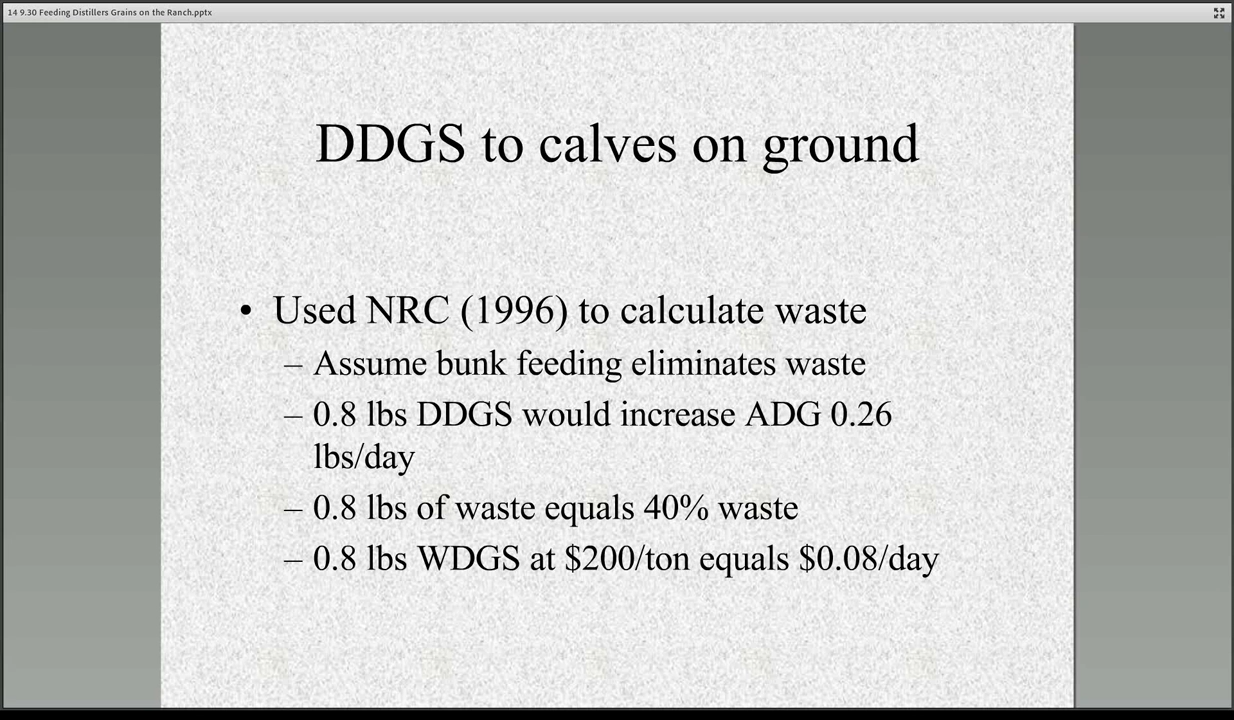 14 9.30 Feeding Distillers Grains on the Ranch.pptx
DDGS to calves on ground
• Used NRC (1996) to calculate waste
– Assume bunk feeding eliminates waste
– 0.8 lbs DDGS would increase ADG 0.26
lbs/day
– 0.8 lbs of waste equals 40% waste
– 0.8 lbs WDGS at $200/ton equals $0.08/day